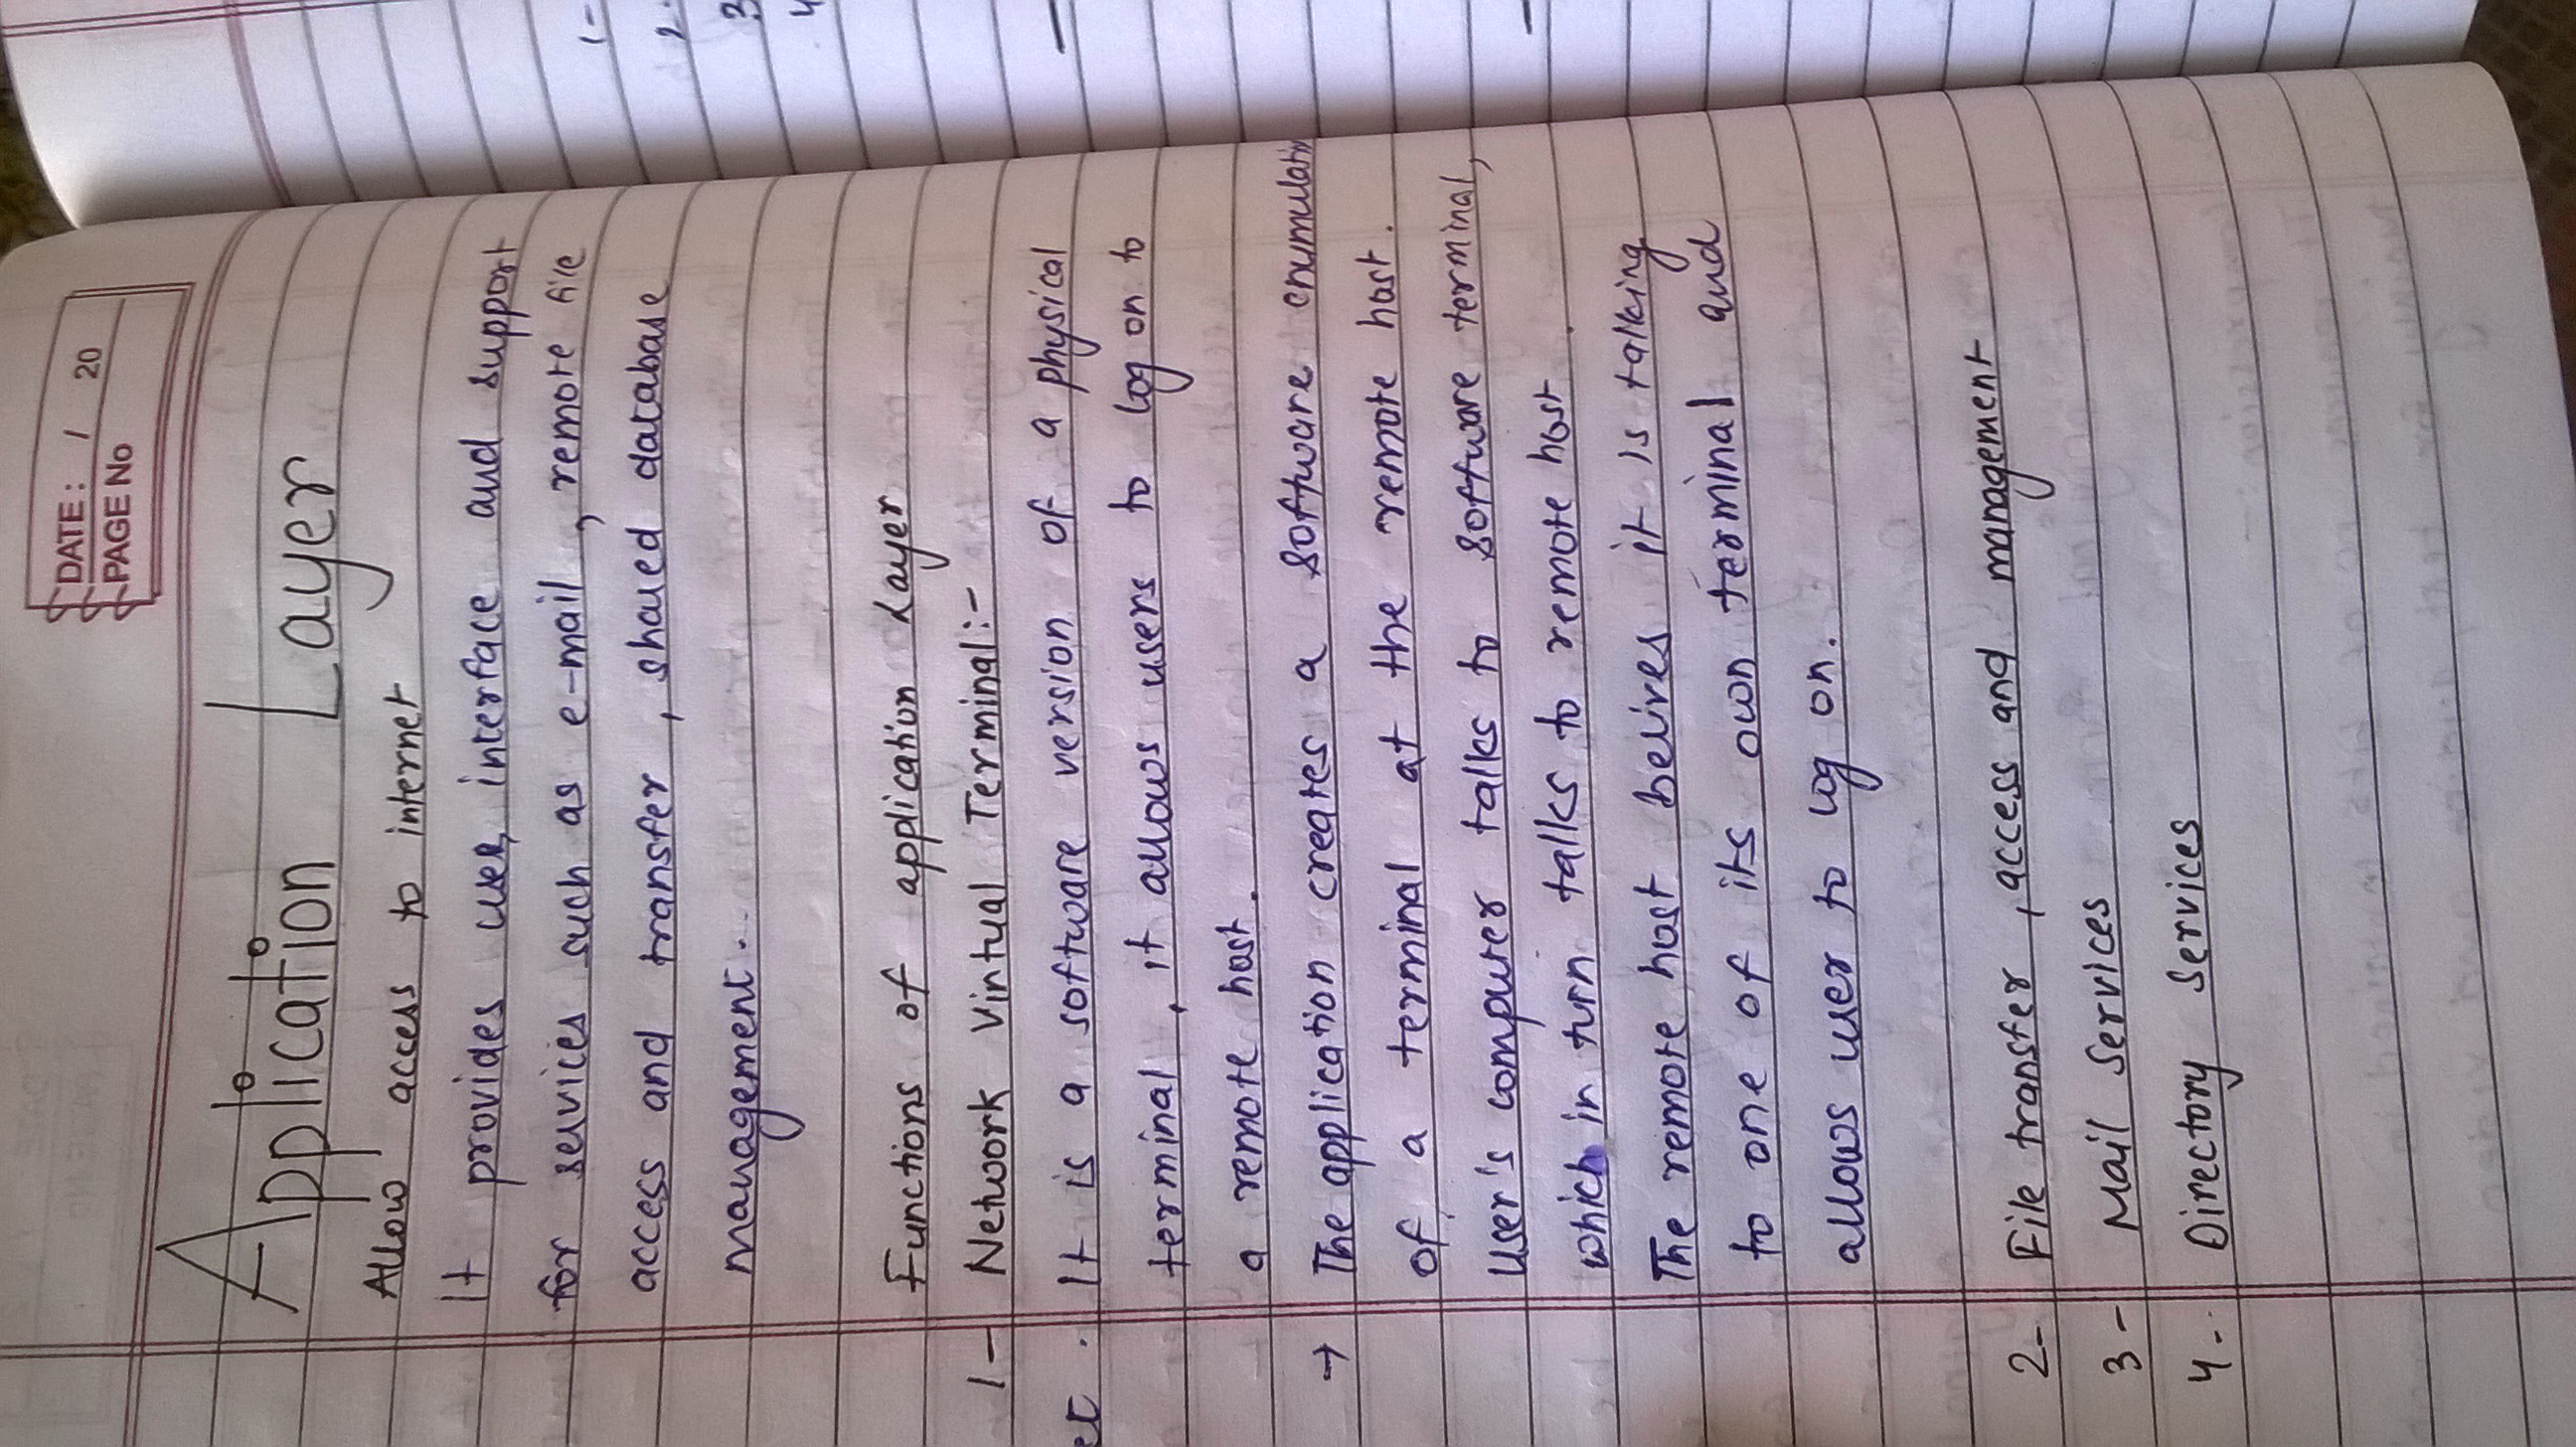 DATE: / 20
PAGE No
Application Layer
Allow access to internet
It provides user interface and support
for services such as e-mail, remote file
access and transfer, shared database
management.
Functions of application Layer
1- Network Virtual Terminal:-
It is a software version of a physical
terminal, it allows users to log on to
a remote host.
→ The application creates a software enumulation
of a terminal at the remote host.
User's computer talks to software terminal,
which in turn talks to remote host.
The remote host belives it is talking
to one of its own terminal and
allows user to log on.
2- File transfer, access and management
3- Mail Services
4- Directory Services
1-
2-
3
4